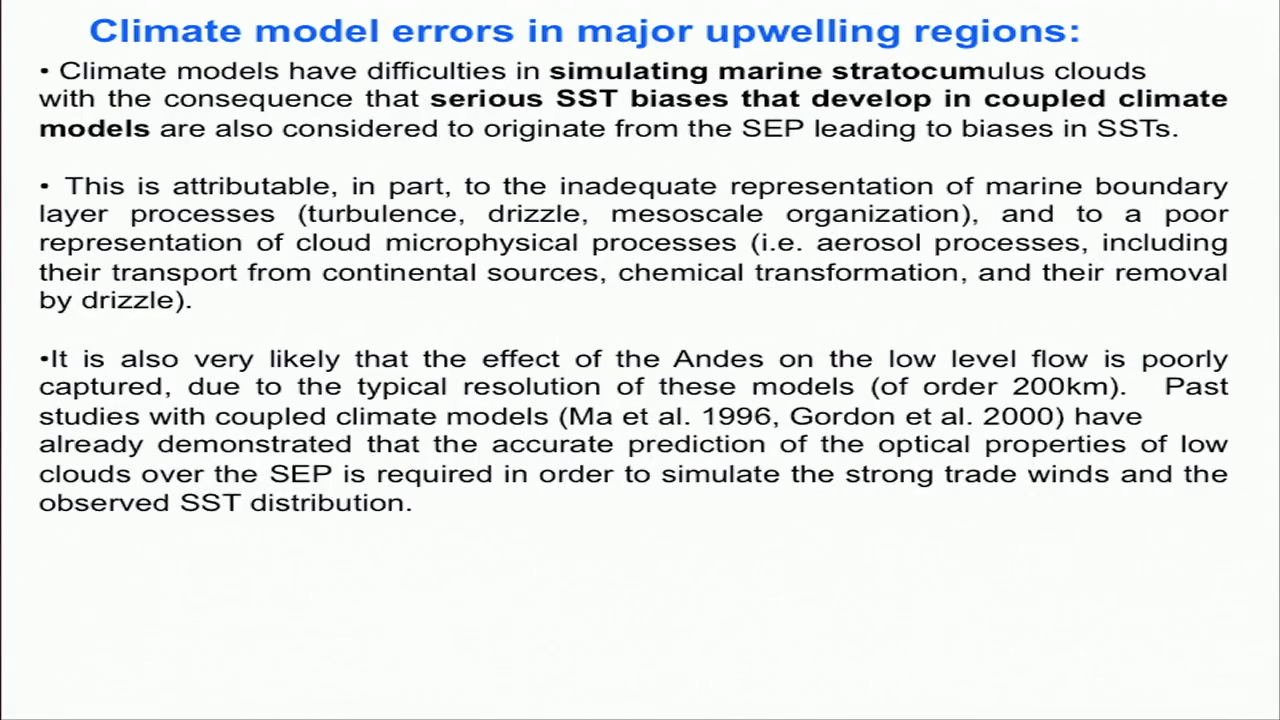 Climate model errors in major upwelling regions:
• Climate models have difficulties in simulating marine stratocumulus clouds
with the consequence that serious SST biases that develop in coupled climate
models are also considered to originate from the SEP leading to biases in SSTs.
• This is attributable, in part, to the inadequate representation of marine boundary
layer processes (turbulence, drizzle, mesoscale organization), and to a poor
representation of cloud microphysical processes (i.e. aerosol processes, including
their transport from continental sources, chemical transformation, and their removal
by drizzle).
•It is also very likely that the effect of the Andes on the low level flow is poorly
captured, due to the typical resolution of these models (of order 200km). Past
studies with coupled climate models (Ma et al. 1996, Gordon et al. 2000) have
already demonstrated that the accurate prediction of the optical properties of low
clouds over the SEP is required in order to simulate the strong trade winds and the
observed SST distribution.